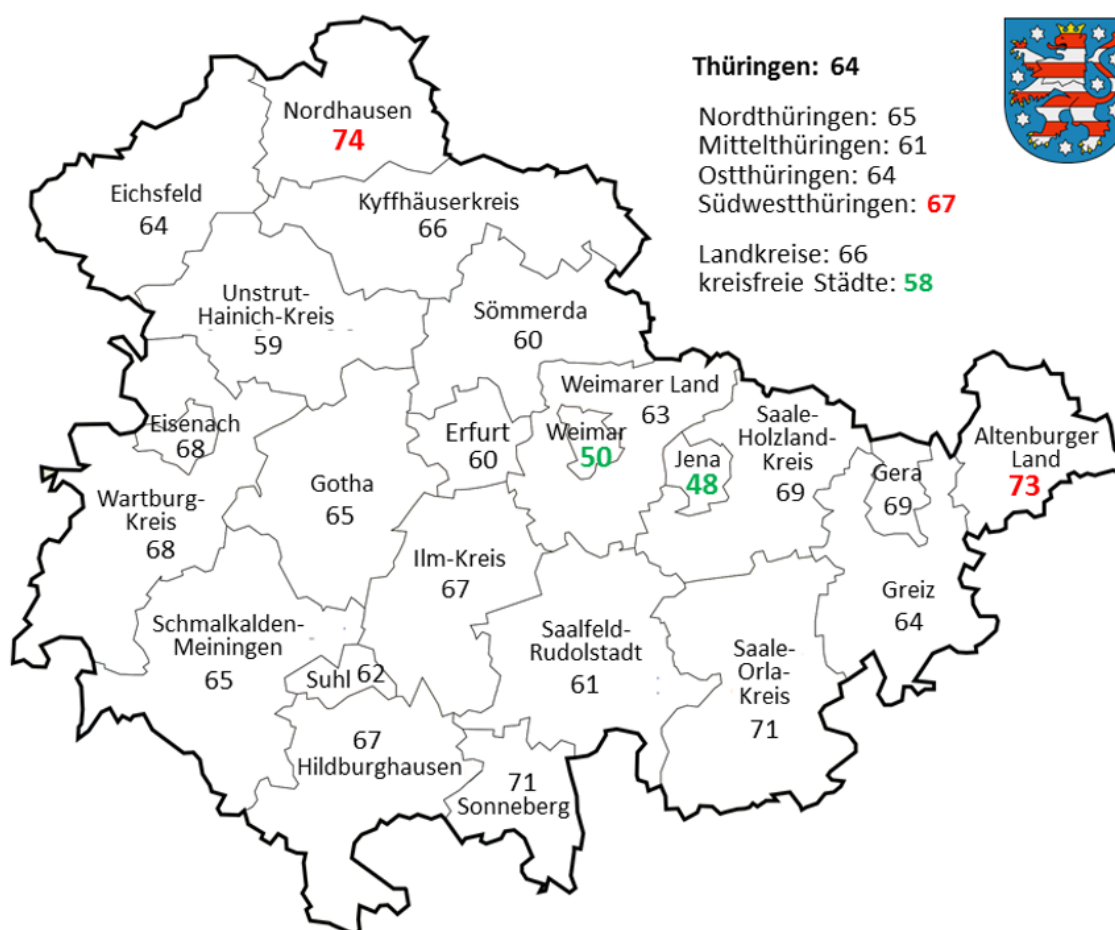 Thüringen: 64
Nordthüringen: 65
Mittelthüringen: 61
Ostthüringen: 64
Südwestthüringen: 67
Landkreise: 66
kreisfreie Städte: 58
Nordhausen
74
Eichsfeld
64
Kyffhäuserkreis
66
Unstrut-
Hainich-Kreis
59
Sömmerda
60
Weimarer Land
63
Eisenach
68
Erfurt
60
Weimar
50
Jena
48
Saale-
Holzland-
Kreis
69
Gera
69
Altenburger
Land
73
Wartburg-
Kreis
68
Gotha
65
Ilm-Kreis
67
Greiz
64
Schmalkalden-
Meiningen
65
Suhl 62
Saalfeld-
Rudolstadt
61
Saale-
Orla-
Kreis
71
67
Hildburghausen
71
Sonneberg